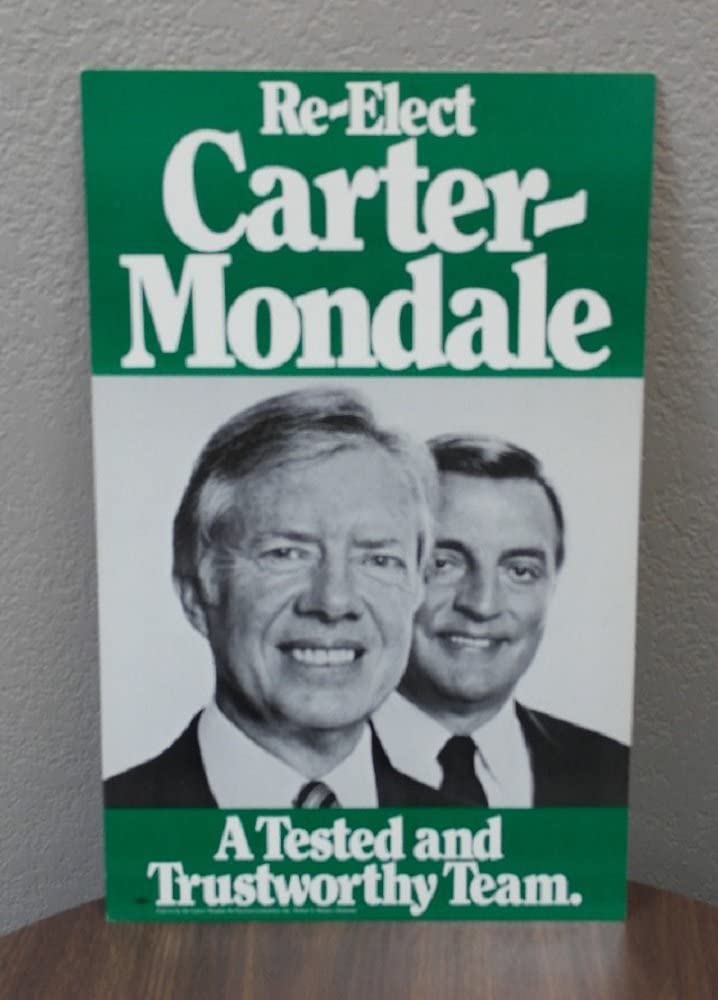 Re-Elect
Carter-
Mondale
A Tested and
Trustworthy Team.